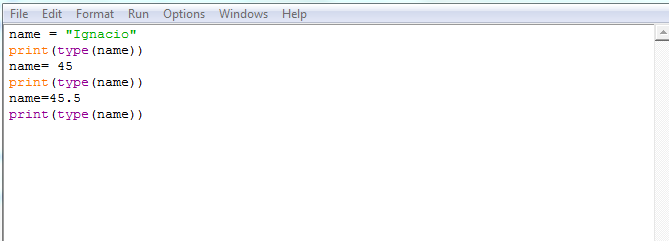 File Edit Format Run Options Windows Help
name = "Ignacio"
print(type(name))
name= 45
print(type(name))
name=45.5
print(type(name))